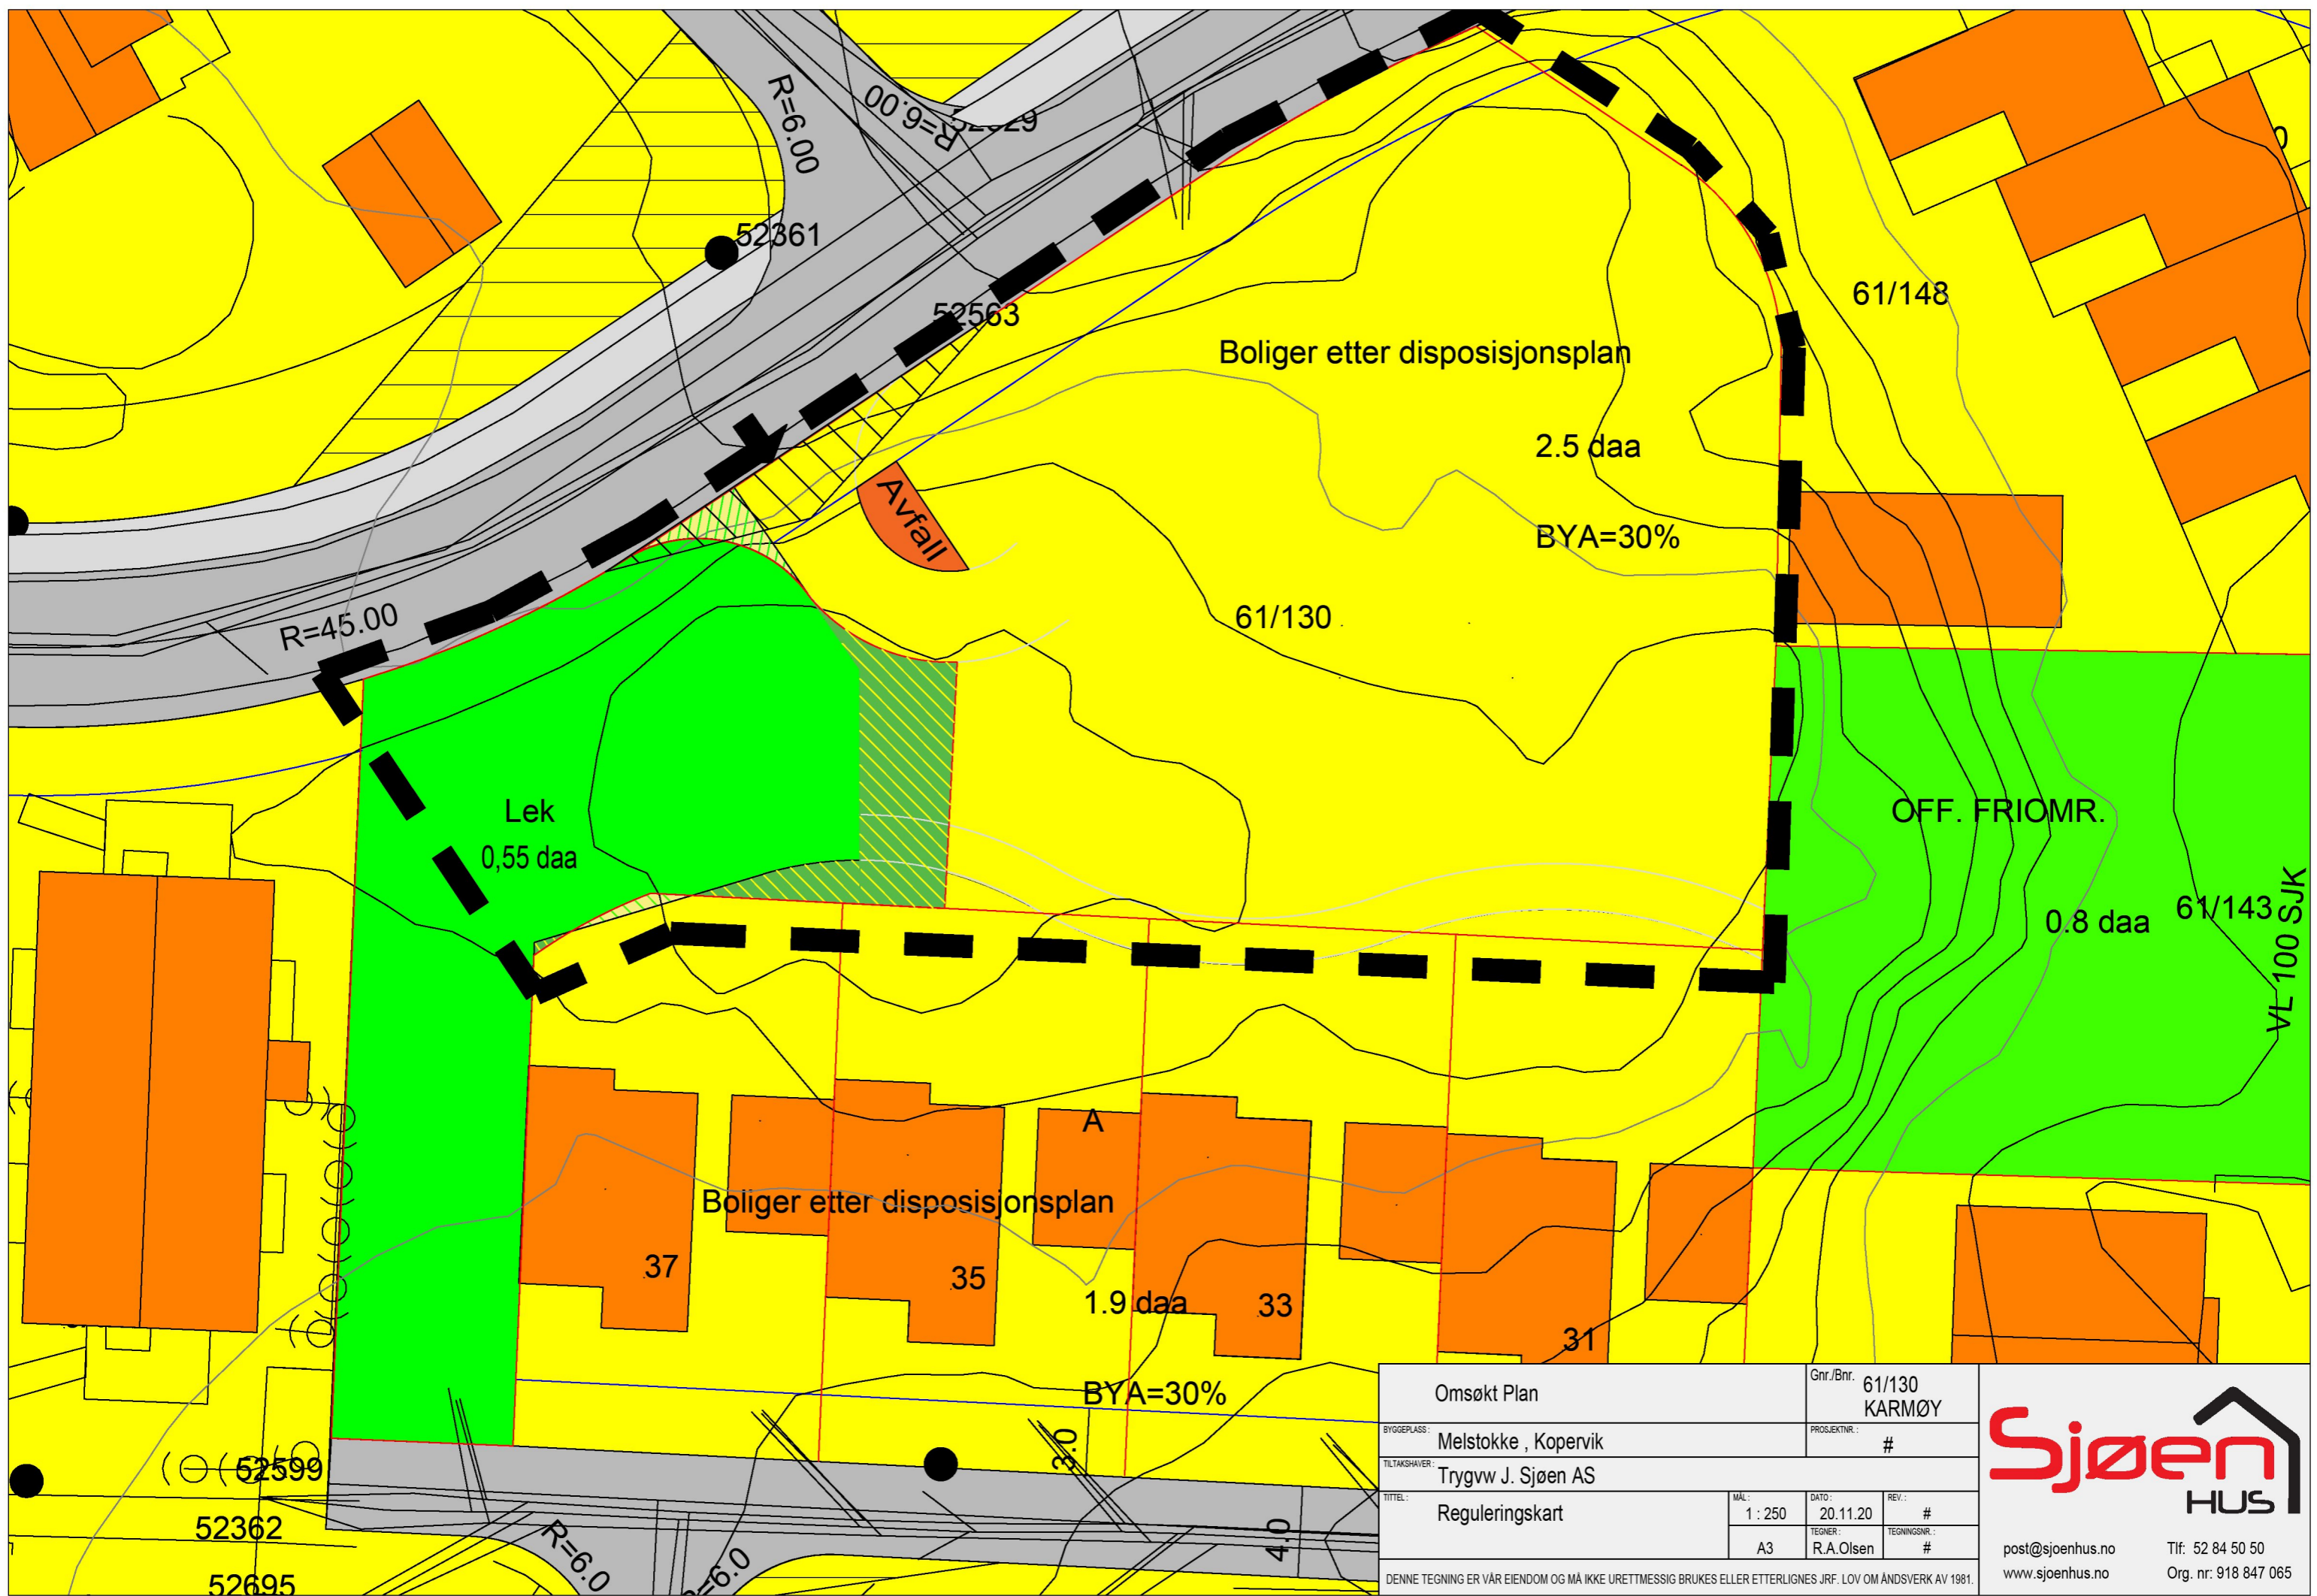 R=6.00
R=6.00
52361
52563
61/148
Boliger etter disposisjonsplan
2.5 daa
BYA=30%
Avfall
61/130
R=45.00
Lek
0,55 daa
OFF. FRIOMR.
0.8 daa
61/143
VL 100 SJK
A
Boliger etter disposisjonsplan
37
35
1.9 daa
33
31
BYA=30%
3.0
4.0
52599
52362
52695
R=6.0
=6.0
Omsøkt Plan
Gnr./Bnr. 61/130
KARMØY
BYGGEPLASS: Melstokke , Kopervik
PROSJEKTNR.: #
TILTAKSHAVER: Trygvw J. Sjøen AS
TITTEL: Reguleringskart
MÅL: 1 : 250
DATO: 20.11.20
REV.: #
A3
TEGNER: R.A.Olsen
TEGNINGSNR.: #
DENNE TEGNING ER VÅR EIENDOM OG MÅ IKKE URETTMESSIG BRUKES ELLER ETTERLIGNES JRF. LOV OM ÅNDSVERK AV 1981.
Sjøen
HUS
post@sjoenhus.no
Tlf: 52 84 50 50
www.sjoenhus.no
Org. nr: 918 847 065